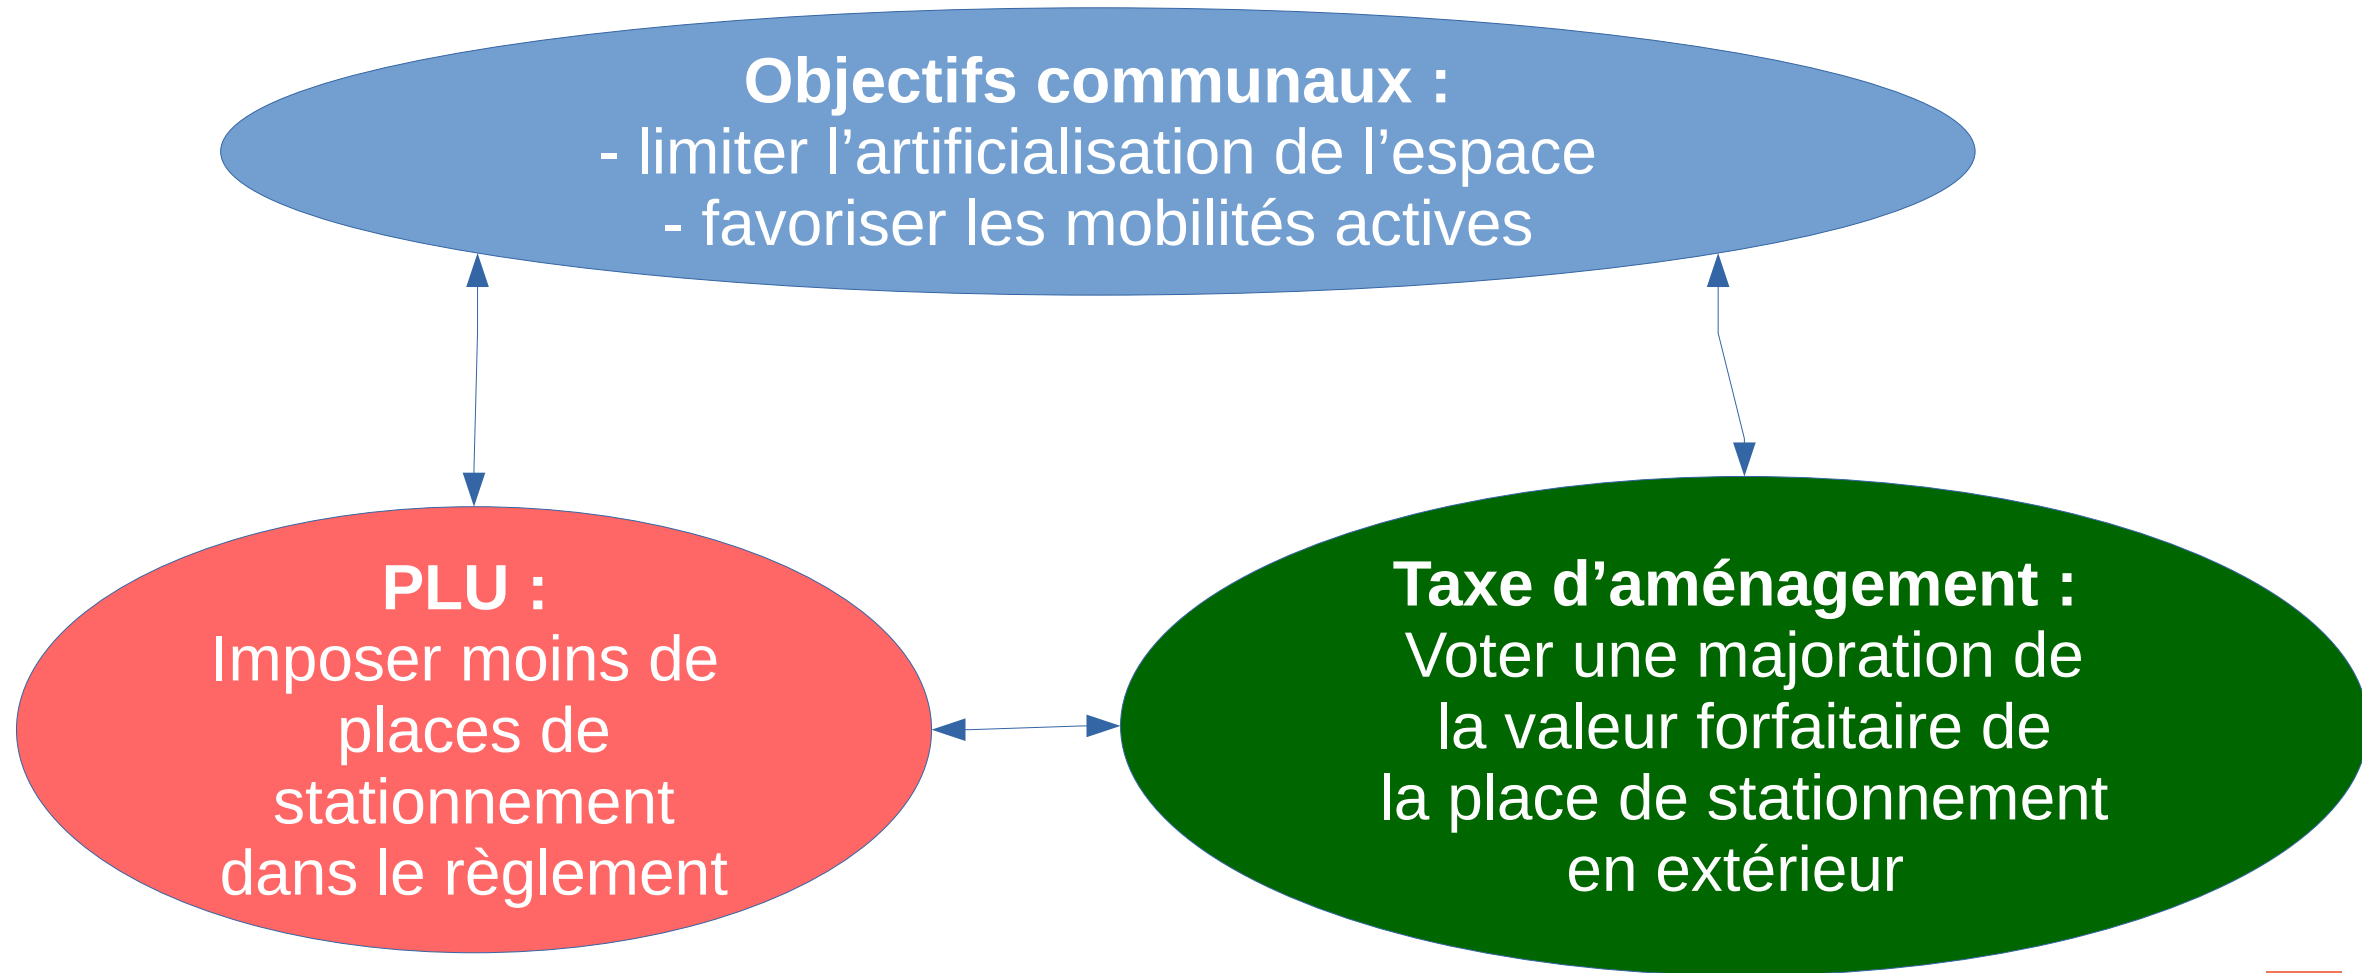 Objectifs communaux :
- limiter l’artificialisation de l’espace
- favoriser les mobilités actives
PLU :
Imposer moins de
places de
stationnement
dans le règlement
Taxe d’aménagement :
Voter une majoration de
la valeur forfaitaire de
la place de stationnement
en extérieur